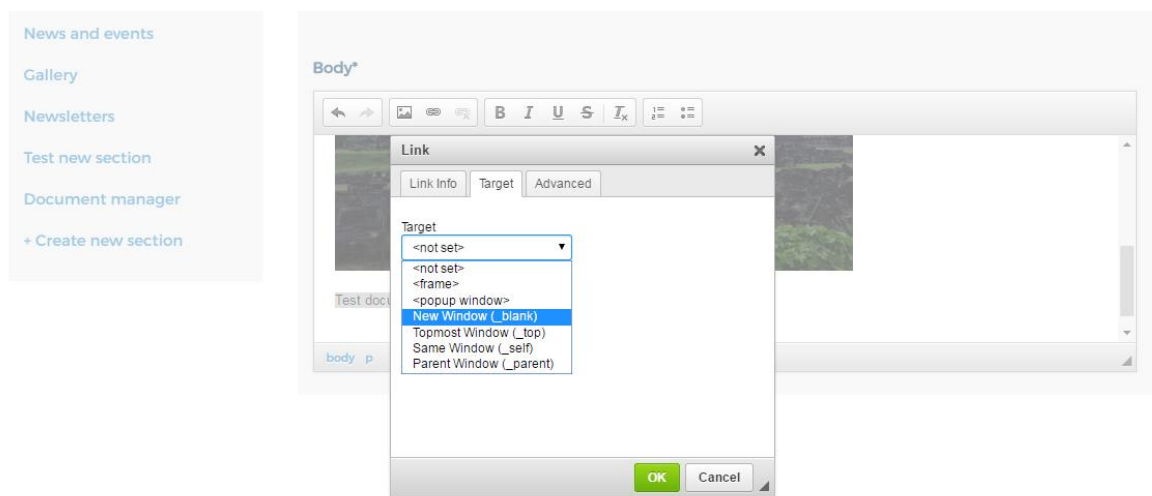 News and events
Gallery
Newsletters
Test new section
Document manager
+ Create new section
Body*
B I U S Ix
Link
Link Info Target Advanced
Target
<not set>
<not set>
<frame>
<popup window>
New Window (_blank)
Topmost Window (_top)
Same Window (_self)
Parent Window (_parent)
Test
body p
OK Cancel